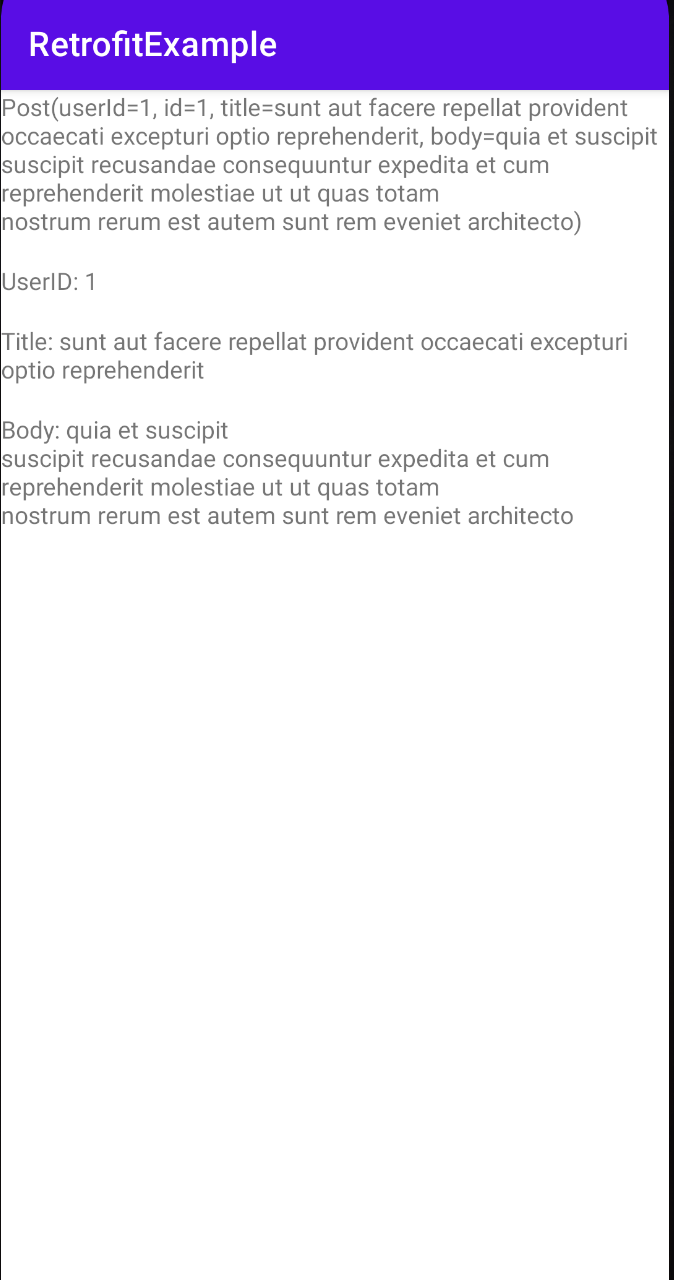 RetrofitExample
Post(userId=1, id=1, title=sunt aut facere repellat provident
occaecati excepturi optio reprehenderit, body=quia et suscipit
suscipit recusandae consequuntur expedita et cum
reprehenderit molestiae ut ut quas totam
nostrum rerum est autem sunt rem eveniet architecto)
UserID: 1
Title: sunt aut facere repellat provident occaecati excepturi
optio reprehenderit
Body: quia et suscipit
suscipit recusandae consequuntur expedita et cum
reprehenderit molestiae ut ut quas totam
nostrum rerum est autem sunt rem eveniet architecto